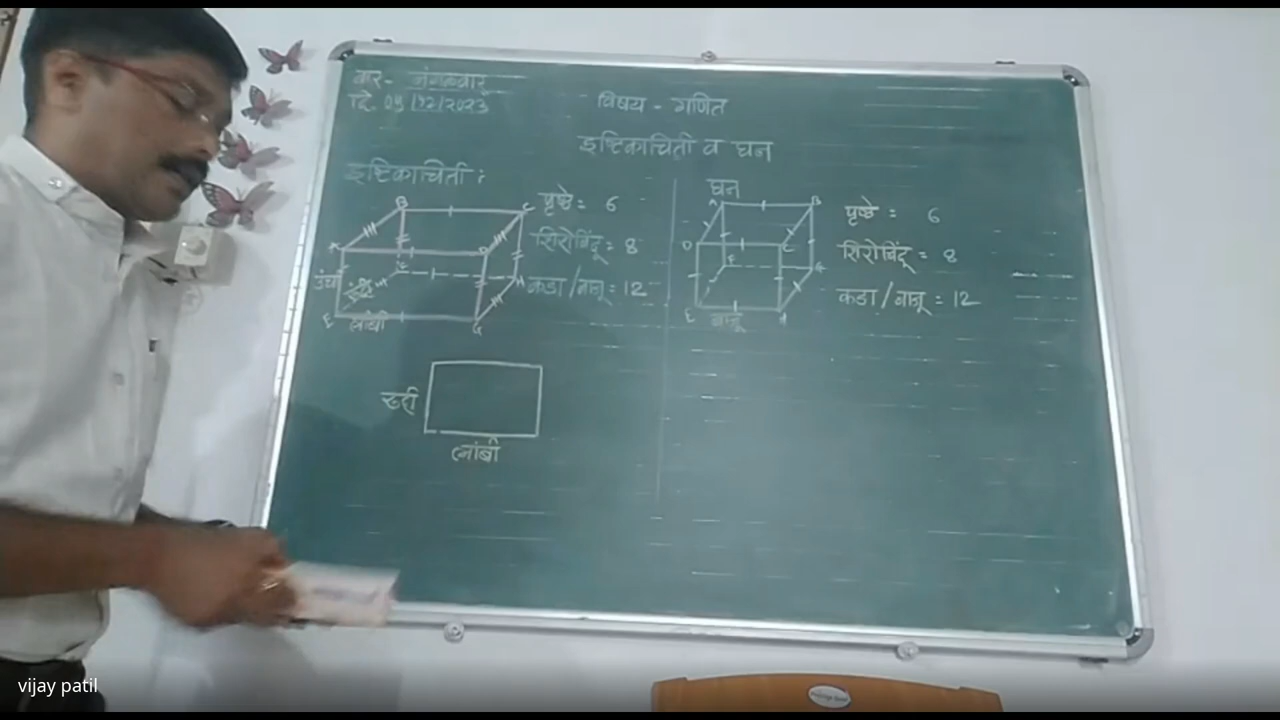 वार - मंगळवार
दि. 05/12/2023
विषय - गणित
इष्टिकाचिती व घन
इष्टिकाचिती :
पृष्ठे = 6
शिरोबिंदू = 8
कडा / बाजू = 12
A B C D E G H
उंची
रुंदी
लांबी
रुंदी
लांबी
घन
पृष्ठे = 6
शिरोबिंदू = 8
कडा / बाजू = 12
A B C D E F G H
बाजू
vijay patil